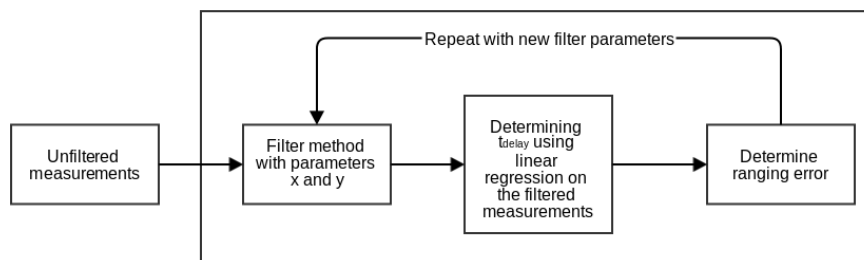 Repeat with new filter parameters
Unfiltered
measurements
Filter method
with parameters
x and y
Determining
tdelay using
linear
regression on
the filtered
measurements
Determine
ranging error